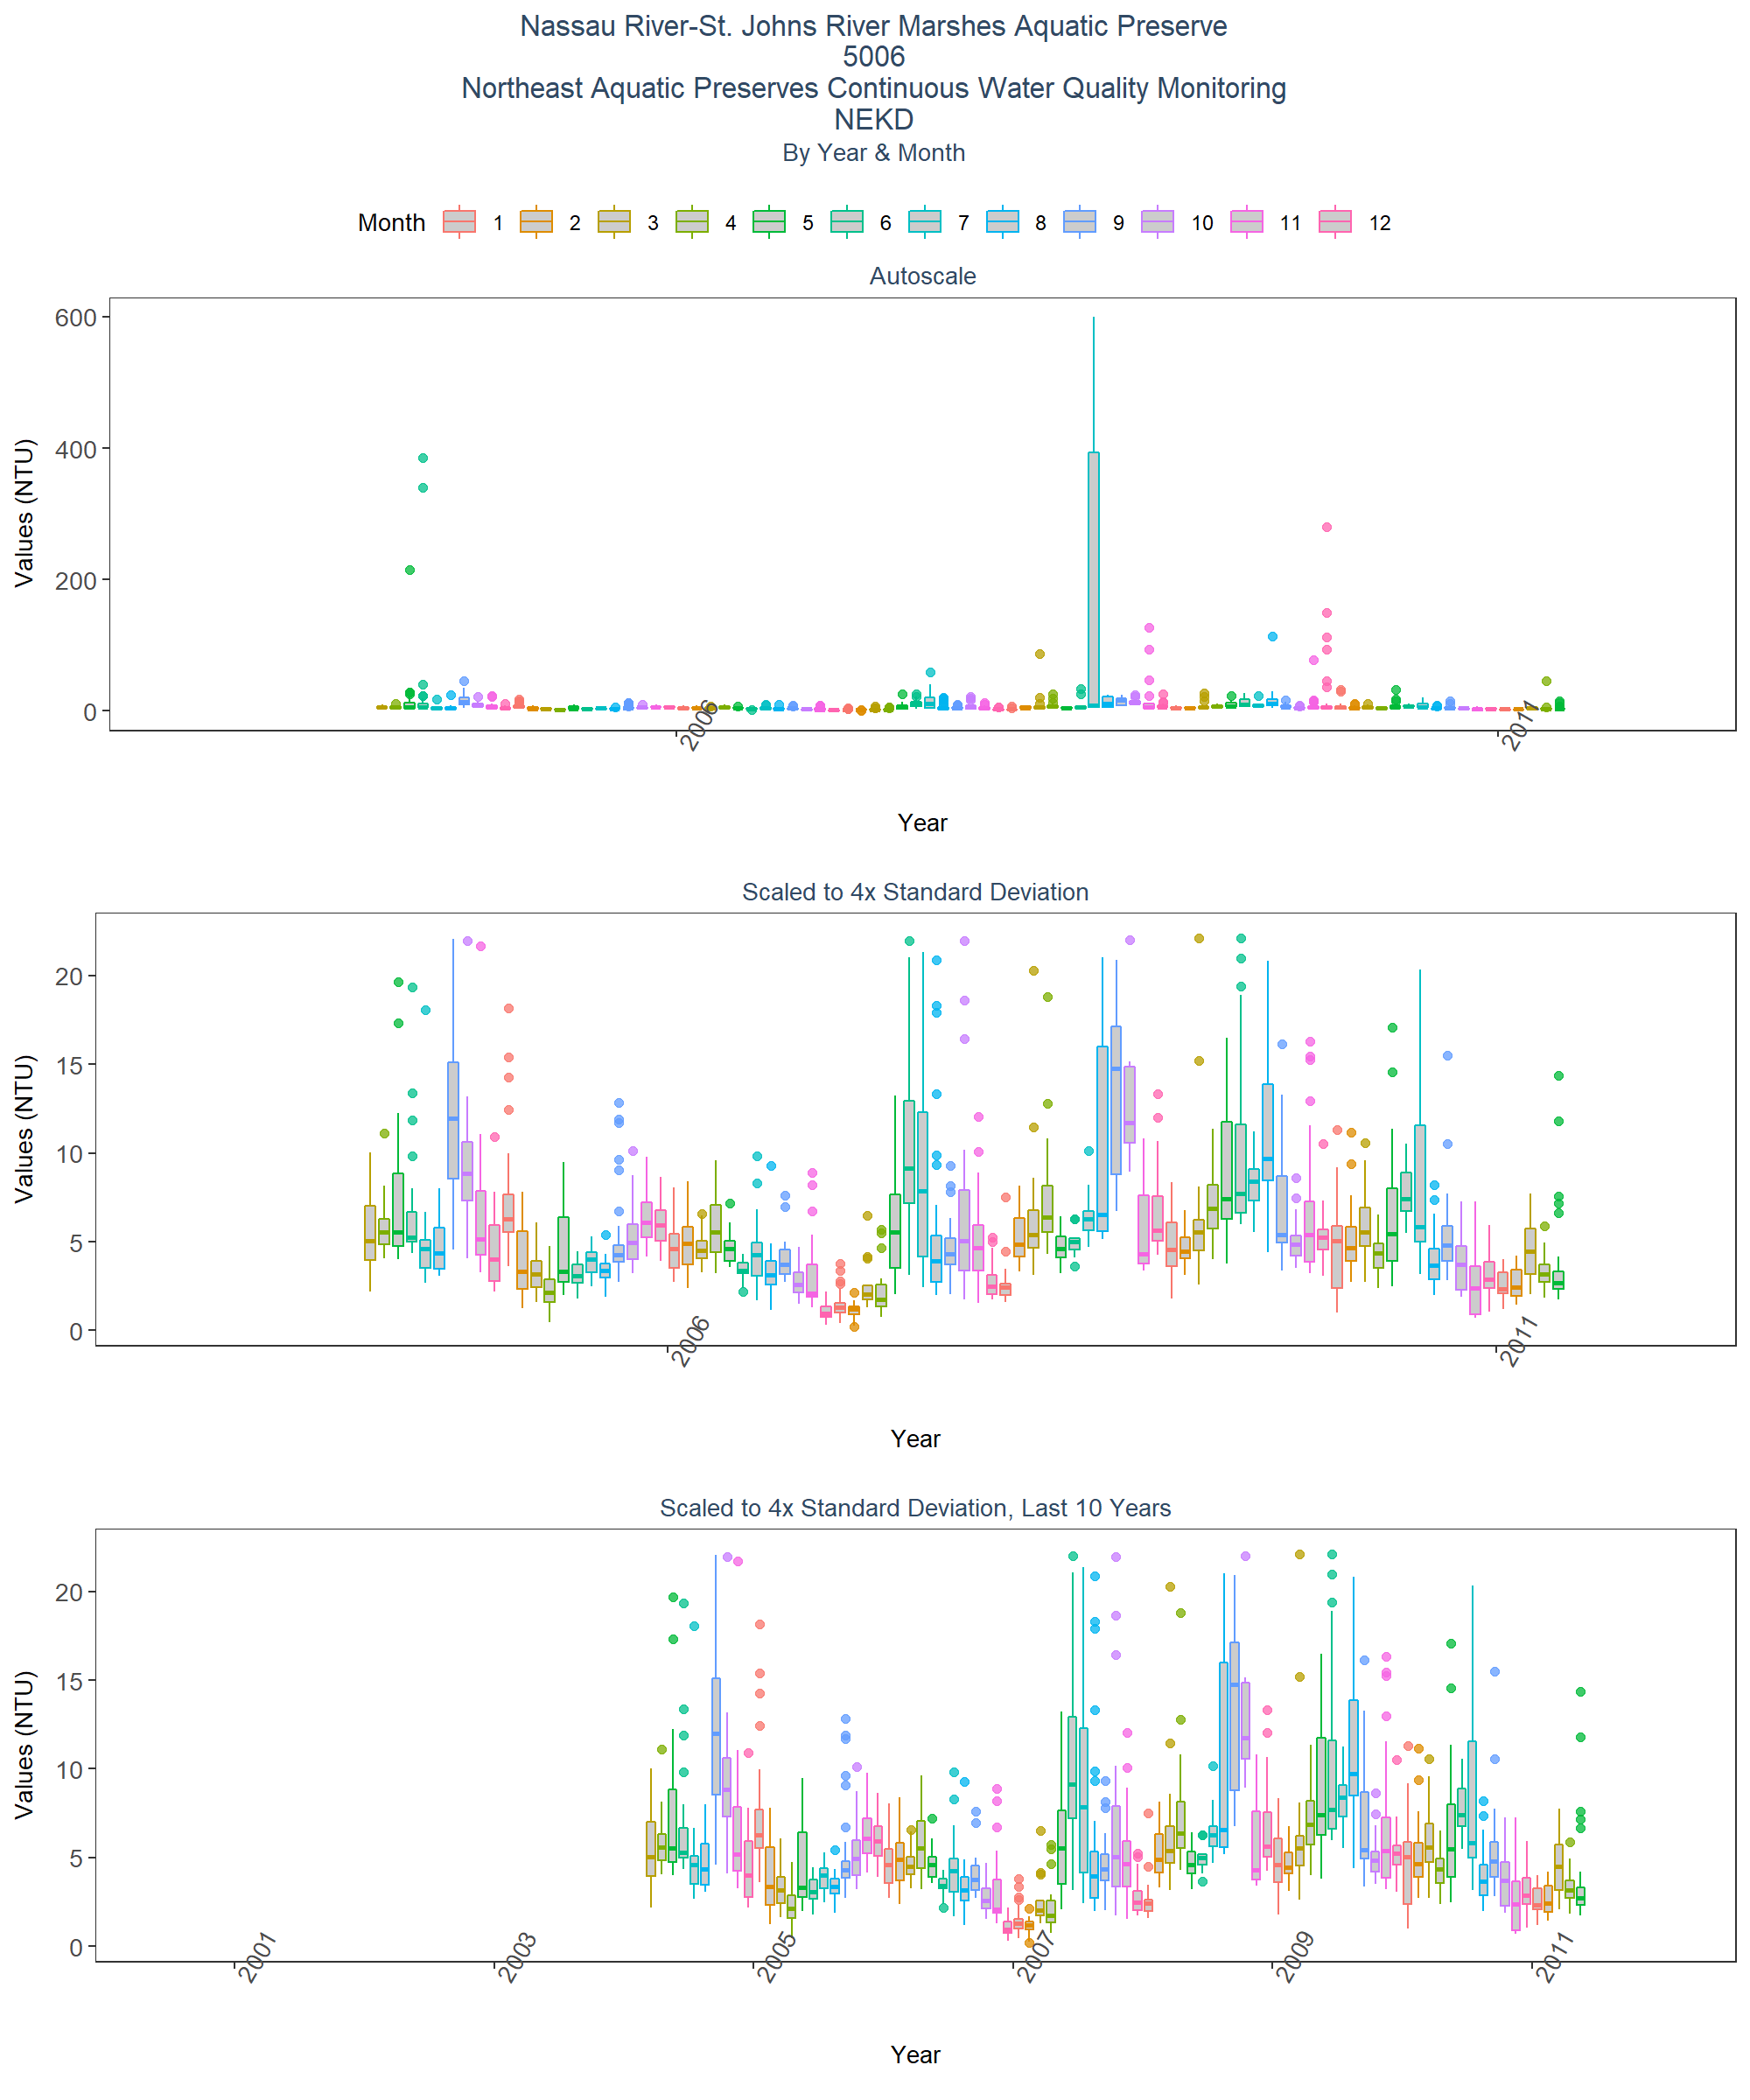 Nassau River-St. Johns River Marshes Aquatic Preserve
5006
Northeast Aquatic Preserves Continuous Water Quality Monitoring
NEKD
By Year & Month
Month 1 2 3 4 5 6 7 8 9 10 11 12
Autoscale
Values (NTU)
600
400
200
0
2006 2011
Year
Scaled to 4x Standard Deviation
Values (NTU)
20
15
10
5
0
2006 2011
Year
Scaled to 4x Standard Deviation, Last 10 Years
Values (NTU)
20
15
10
5
0
2001 2003 2005 2007 2009 2011
Year